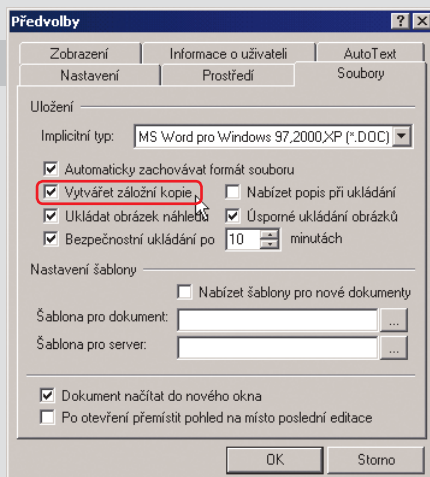 Předvolby
Zobrazení Informace o uživateli AutoText
Nastavení Prostředí Soubory
Uložení
Implicitní typ: MS Word pro Windows 97,2000,XP (*.DOC)
Automaticky zachovávat formát souboru
Vytvářet záložní kopie Nabízet popis při ukládání
Ukládat obrázek náhledu Úsporné ukládání obrázků
Bezpečnostní ukládání po 10 minutách
Nastavení šablony
Nabízet šablony pro nové dokumenty
Šablona pro dokument: ...
Šablona pro server: ...
Dokument načítat do nového okna
Po otevření přemístit pohled na místo poslední editace
OK Storno